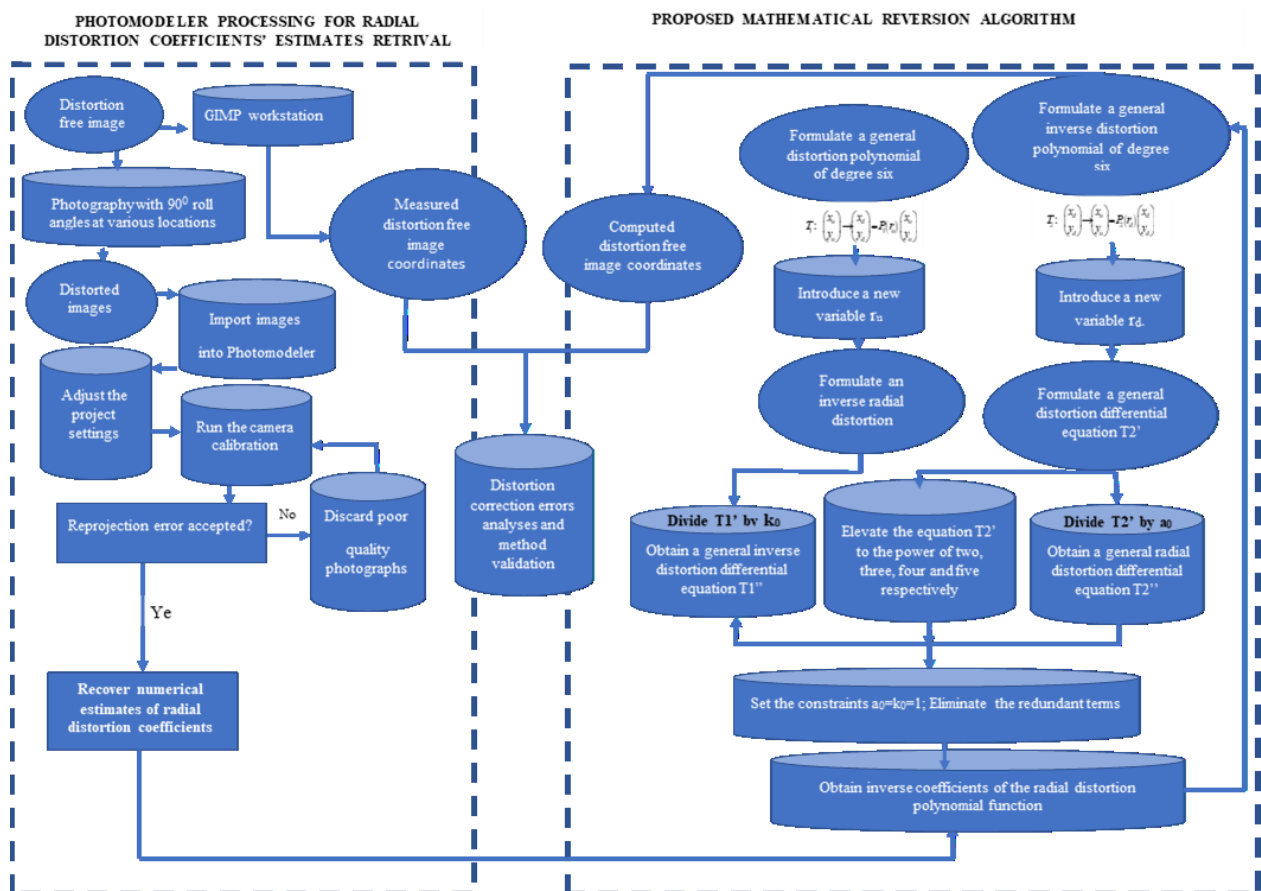 PHOTOMODELER PROCESSING FOR RADIAL
DISTORTION COEFFICIENTS' ESTIMATES RETRIVAL
Distortion
free image
GIMP workstation
Photography with 90⁰ roll
angles at various locations
Distorted
images
Import images
into Photomodeler
Adjust the
project
settings
Run the camera
calibration
Reprojection error accepted?
No
Discard poor
quality
photographs
Ye
Recover numerical
estimates of radial
distortion coefficients
Measured
distortion free
image
coordinates
Distortion
correction errors
analyses and
method
validation
PROPOSED MATHEMATICAL REVERSION ALGORITHM
Computed
distortion free
image coordinates
Formulate a general
distortion polynomial
of degree six
Introduce a new
variable rᵤ
Formulate an
inverse radial
distortion
Formulate a general
inverse distortion
polynomial of degree
six
Introduce a new
variable r_d.
Formulate a general
distortion differential
equation T2'
Divide T1' by k₀
Obtain a general inverse
distortion differential
equation T1''
Elevate the equation T2'
to the power of two,
three, four and five
respectively
Divide T2' by a₀
Obtain a general radial
distortion differential
equation T2''
Set the constraints a₀=k₀=1; Eliminate the redundant terms
Obtain inverse coefficients of the radial distortion
polynomial function